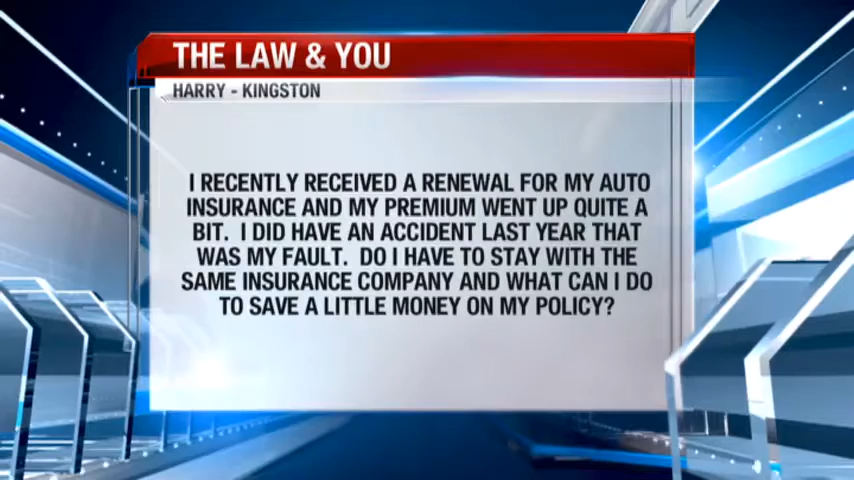 THE LAW & YOU
HARRY - KINGSTON
I RECENTLY RECEIVED A RENEWAL FOR MY AUTO
INSURANCE AND MY PREMIUM WENT UP QUITE A
BIT. I DID HAVE AN ACCIDENT LAST YEAR THAT
WAS MY FAULT. DO I HAVE TO STAY WITH THE
SAME INSURANCE COMPANY AND WHAT CAN I DO
TO SAVE A LITTLE MONEY ON MY POLICY?